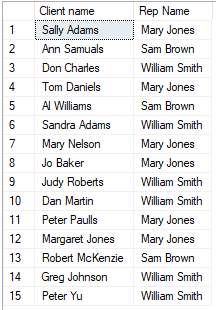 Client name Rep Name
1 Sally Adams Mary Jones
2 Ann Samuals Sam Brown
3 Don Charles William Smith
4 Tom Daniels Mary Jones
5 Al Williams Sam Brown
6 Sandra Adams William Smith
7 Mary Nelson Mary Jones
8 Jo Baker Mary Jones
9 Judy Roberts William Smith
10 Dan Martin William Smith
11 Peter Paulls Mary Jones
12 Margaret Jones Mary Jones
13 Robert McKenzie Sam Brown
14 Greg Johnson William Smith
15 Peter Yu William Smith